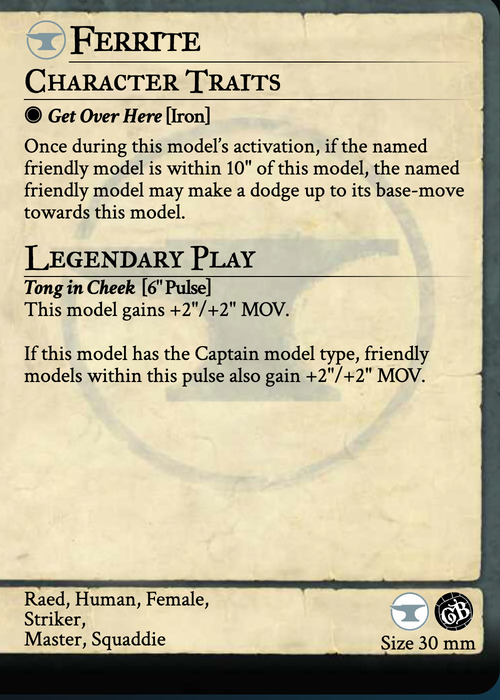 Ferrite
Character Traits
Get Over Here [Iron]
Once during this model's activation, if the named
friendly model is within 10" of this model, the named
friendly model may make a dodge up to its base-move
towards this model.
Legendary Play
Tong in Cheek [6" Pulse]
This model gains +2"/+2" MOV.
If this model has the Captain model type, friendly
models within this pulse also gain +2"/+2" MOV.
Raed, Human, Female,
Striker,
Master, Squaddie
GB
Size 30 mm